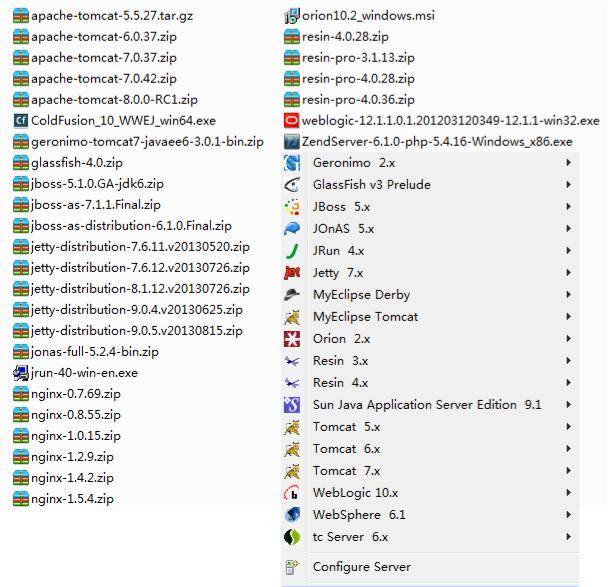 apache-tomcat-5.5.27.tar.gz
apache-tomcat-6.0.37.zip
apache-tomcat-7.0.37.zip
apache-tomcat-7.0.42.zip
apache-tomcat-8.0.0-RC1.zip
ColdFusion_10_WWEJ_win64.exe
geronimo-tomcat7-javaee6-3.0.1-bin.zip
glassfish-4.0.zip
jboss-5.1.0.GA-jdk6.zip
jboss-as-7.1.1.Final.zip
jboss-as-distribution-6.1.0.Final.zip
jetty-distribution-7.6.11.v20130520.zip
jetty-distribution-7.6.12.v20130726.zip
jetty-distribution-8.1.12.v20130726.zip
jetty-distribution-9.0.4.v20130625.zip
jetty-distribution-9.0.5.v20130815.zip
jonas-full-5.2.4-bin.zip
jrun-40-win-en.exe
nginx-0.7.69.zip
nginx-0.8.55.zip
nginx-1.0.15.zip
nginx-1.2.9.zip
nginx-1.4.2.zip
nginx-1.5.4.zip
orion10.2_windows.msi
resin-4.0.28.zip
resin-pro-3.1.13.zip
resin-pro-4.0.28.zip
resin-pro-4.0.36.zip
weblogic-12.1.1.0.1.201203120349-12.1.1-win32.exe
ZendServer-6.1.0-php-5.4.16-Windows_x86.exe
Geronimo 2.x
GlassFish v3 Prelude
JBoss 5.x
JOnAS 5.x
JRun 4.x
Jetty 7.x
MyEclipse Derby
MyEclipse Tomcat
Orion 2.x
Resin 3.x
Resin 4.x
Sun Java Application Server Edition 9.1
Tomcat 5.x
Tomcat 6.x
Tomcat 7.x
WebLogic 10.x
WebSphere 6.1
tc Server 6.x
Configure Server